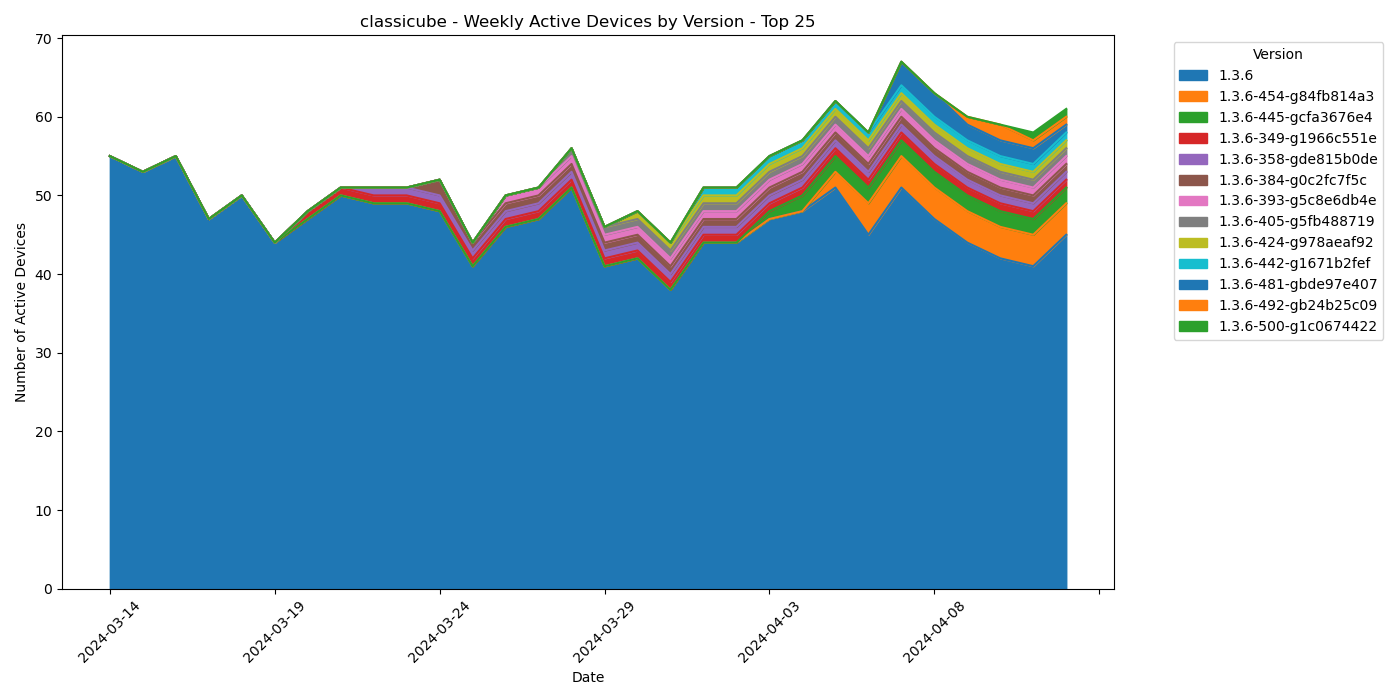 classicube - Weekly Active Devices by Version - Top 25
70
60
50
40
30
20
10
0
Number of Active Devices
2024-03-14
2024-03-19
2024-03-24
2024-03-29
2024-04-03
2024-04-08
Date
Version
1.3.6
1.3.6-454-g84fb814a3
1.3.6-445-gcfa3676e4
1.3.6-349-g1966c551e
1.3.6-358-gde815b0de
1.3.6-384-g0c2fc7f5c
1.3.6-393-g5c8e6db4e
1.3.6-405-g5fb488719
1.3.6-424-g978aeaf92
1.3.6-442-g1671b2fef
1.3.6-481-gbde97e407
1.3.6-492-gb24b25c09
1.3.6-500-g1c0674422